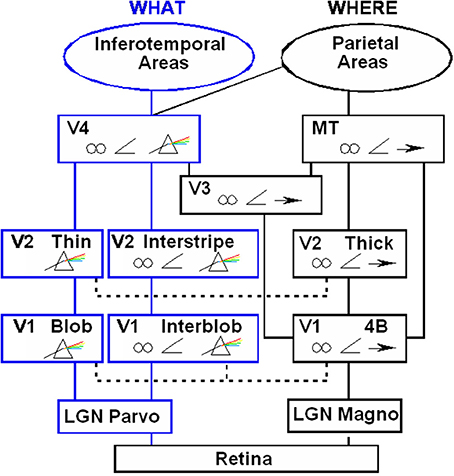 WHAT
WHERE
Inferotemporal
Areas
Parietal
Areas
V4
MT
V3
V2 Thin
V2 Interstripe
V2 Thick
V1 Blob
V1 Interblob
V1 4B
LGN Parvo
LGN Magno
Retina